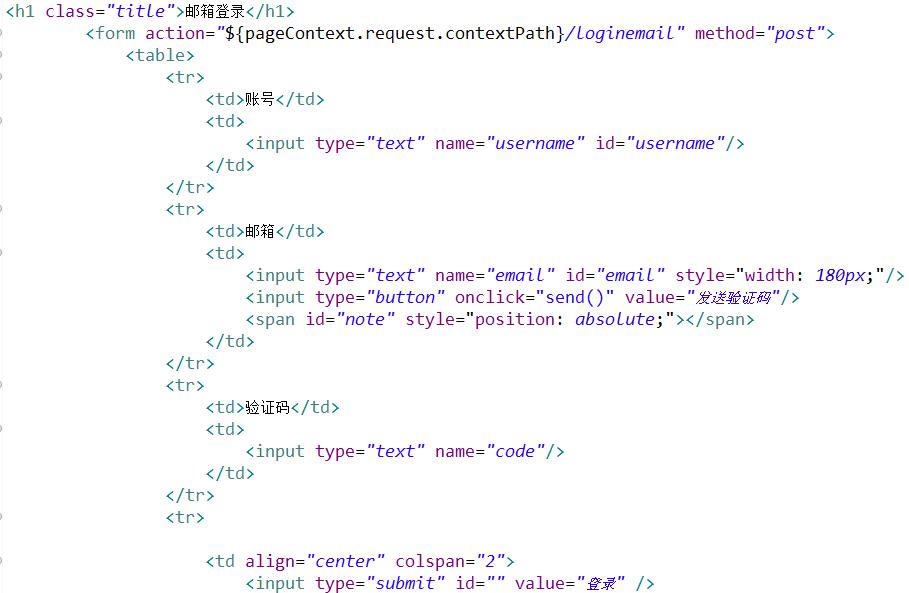 <h1 class="title">邮箱登录</h1>
<form action="${pageContext.request.contextPath}/loginemail" method="post">
<table>
<tr>
<td>账号</td>
<td>
<input type="text" name="username" id="username"/>
</td>
</tr>
<tr>
<td>邮箱</td>
<td>
<input type="text" name="email" id="email" style="width: 180px;"/>
<input type="button" onclick="send()" value="发送验证码"/>
<span id="note" style="position: absolute;"></span>
</td>
</tr>
<tr>
<td>验证码</td>
<td>
<input type="text" name="code"/>
</td>
</tr>
<tr>
<td align="center" colspan="2">
<input type="submit" id="" value="登录" />